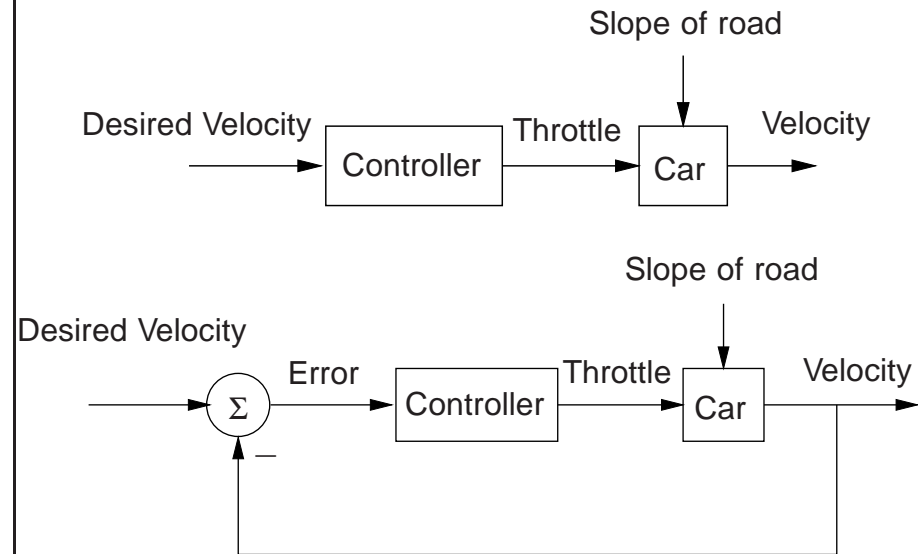 Slope of road
Desired Velocity
Throttle
Velocity
Controller
Car
Slope of road
Desired Velocity
Error
Throttle
Velocity
Σ
Controller
Car
−